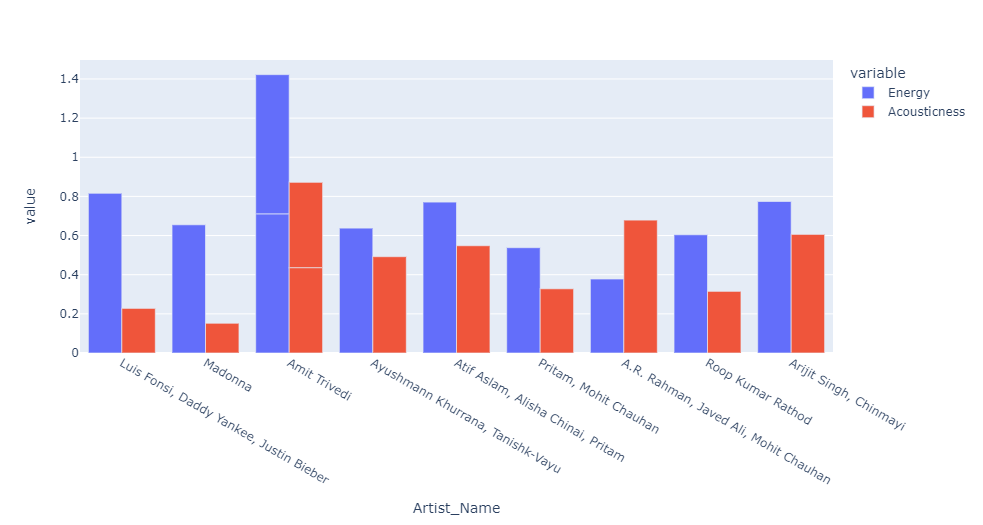 variable
Energy
Acousticness
value
1.4
1.2
1
0.8
0.6
0.4
0.2
0
Luis Fonsi, Daddy Yankee, Justin Bieber
Madonna
Amit Trivedi
Ayushmann Khurrana, Tanishk-Vayu
Atif Aslam, Alisha Chinai, Pritam
Pritam, Mohit Chauhan
A.R. Rahman, Javed Ali, Mohit Chauhan
Roop Kumar Rathod
Arijit Singh, Chinmayi
Artist_Name